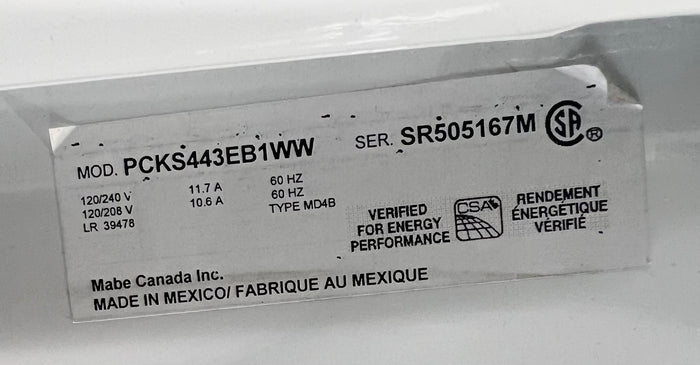 MOD. PCKS443EB1WW SER. SR505167M SA ®
120/240 V 11.7 A 60 HZ
120/208 V 10.6 A 60 HZ
LR 39478 TYPE MD4B
VERIFIED
FOR ENERGY
PERFORMANCE
CSA
RENDEMENT
ÉNERGÉTIQUE
VÉRIFIÉ
Mabe Canada Inc.
MADE IN MEXICO/ FABRIQUE AU MEXIQUE